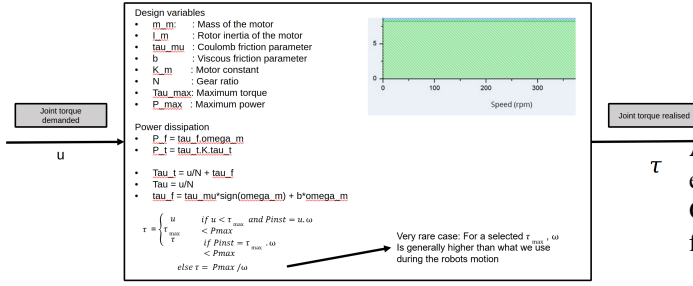 Design variables
• m_m: : Mass of the motor
• I_m : Rotor inertia of the motor
• tau_mu : Coulomb friction parameter
• b : Viscous friction parameter
• K_m : Motor constant
• N : Gear ratio
• Tau_max: Maximum torque
• P_max : Maximum power
5
0
0 100 200 300
Speed (rpm)
Joint torque
demanded
u
Joint torque realised
τ
Power dissipation
• P_f = tau_f.omega_m
• P_t = tau_t.K.tau_t
• Tau_t = u/N + tau_f
• Tau = u/N
• tau_f = tau_mu*sign(omega_m) + b*omega_m
τ = { u if u < τ max and Pinst = u.ω
τ max < Pmax
τ if Pinst = τ max . ω
< Pmax
else τ = Pmax /ω
Very rare case: For a selected τ max , ω
Is generally higher than what we use
during the robots motion